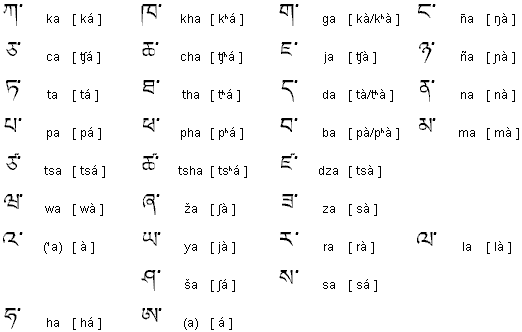 ཀ་ ka [ ká ] ཁ་ kha [ kʰá ] ག་ ga [ kà/kʰà ] ང་ ña [ ŋà ]
ཅ་ ca [ ʧá ] ཆ་ cha [ ʧʰá ] ཇ་ ja [ ʧà ] ཉ་ ña [ ɲà ]
ཏ་ ta [ tá ] ཐ་ tha [ tʰá ] ད་ da [ tà/tʰà ] ན་ na [ nà ]
པ་ pa [ pá ] ཕ་ pha [ pʰá ] བ་ ba [ pà/pʰà ] མ་ ma [ mà ]
ཙ་ tsa [ tsá ] ཚ་ tsha [ tsʰá ] ཛ་ dza [ tsà ]
ཝ་ wa [ wà ] ཞ་ ža [ ʃà ] ཟ་ za [ sà ]
འ་ ('a) [ à ] ཡ་ ya [ jà ] ར་ ra [ rà ] ལ་ la [ là ]
ཤ་ ša [ ʃá ] ས་ sa [ sá ]
ཧ་ ha [ há ] ཨ་ (a) [ á ]